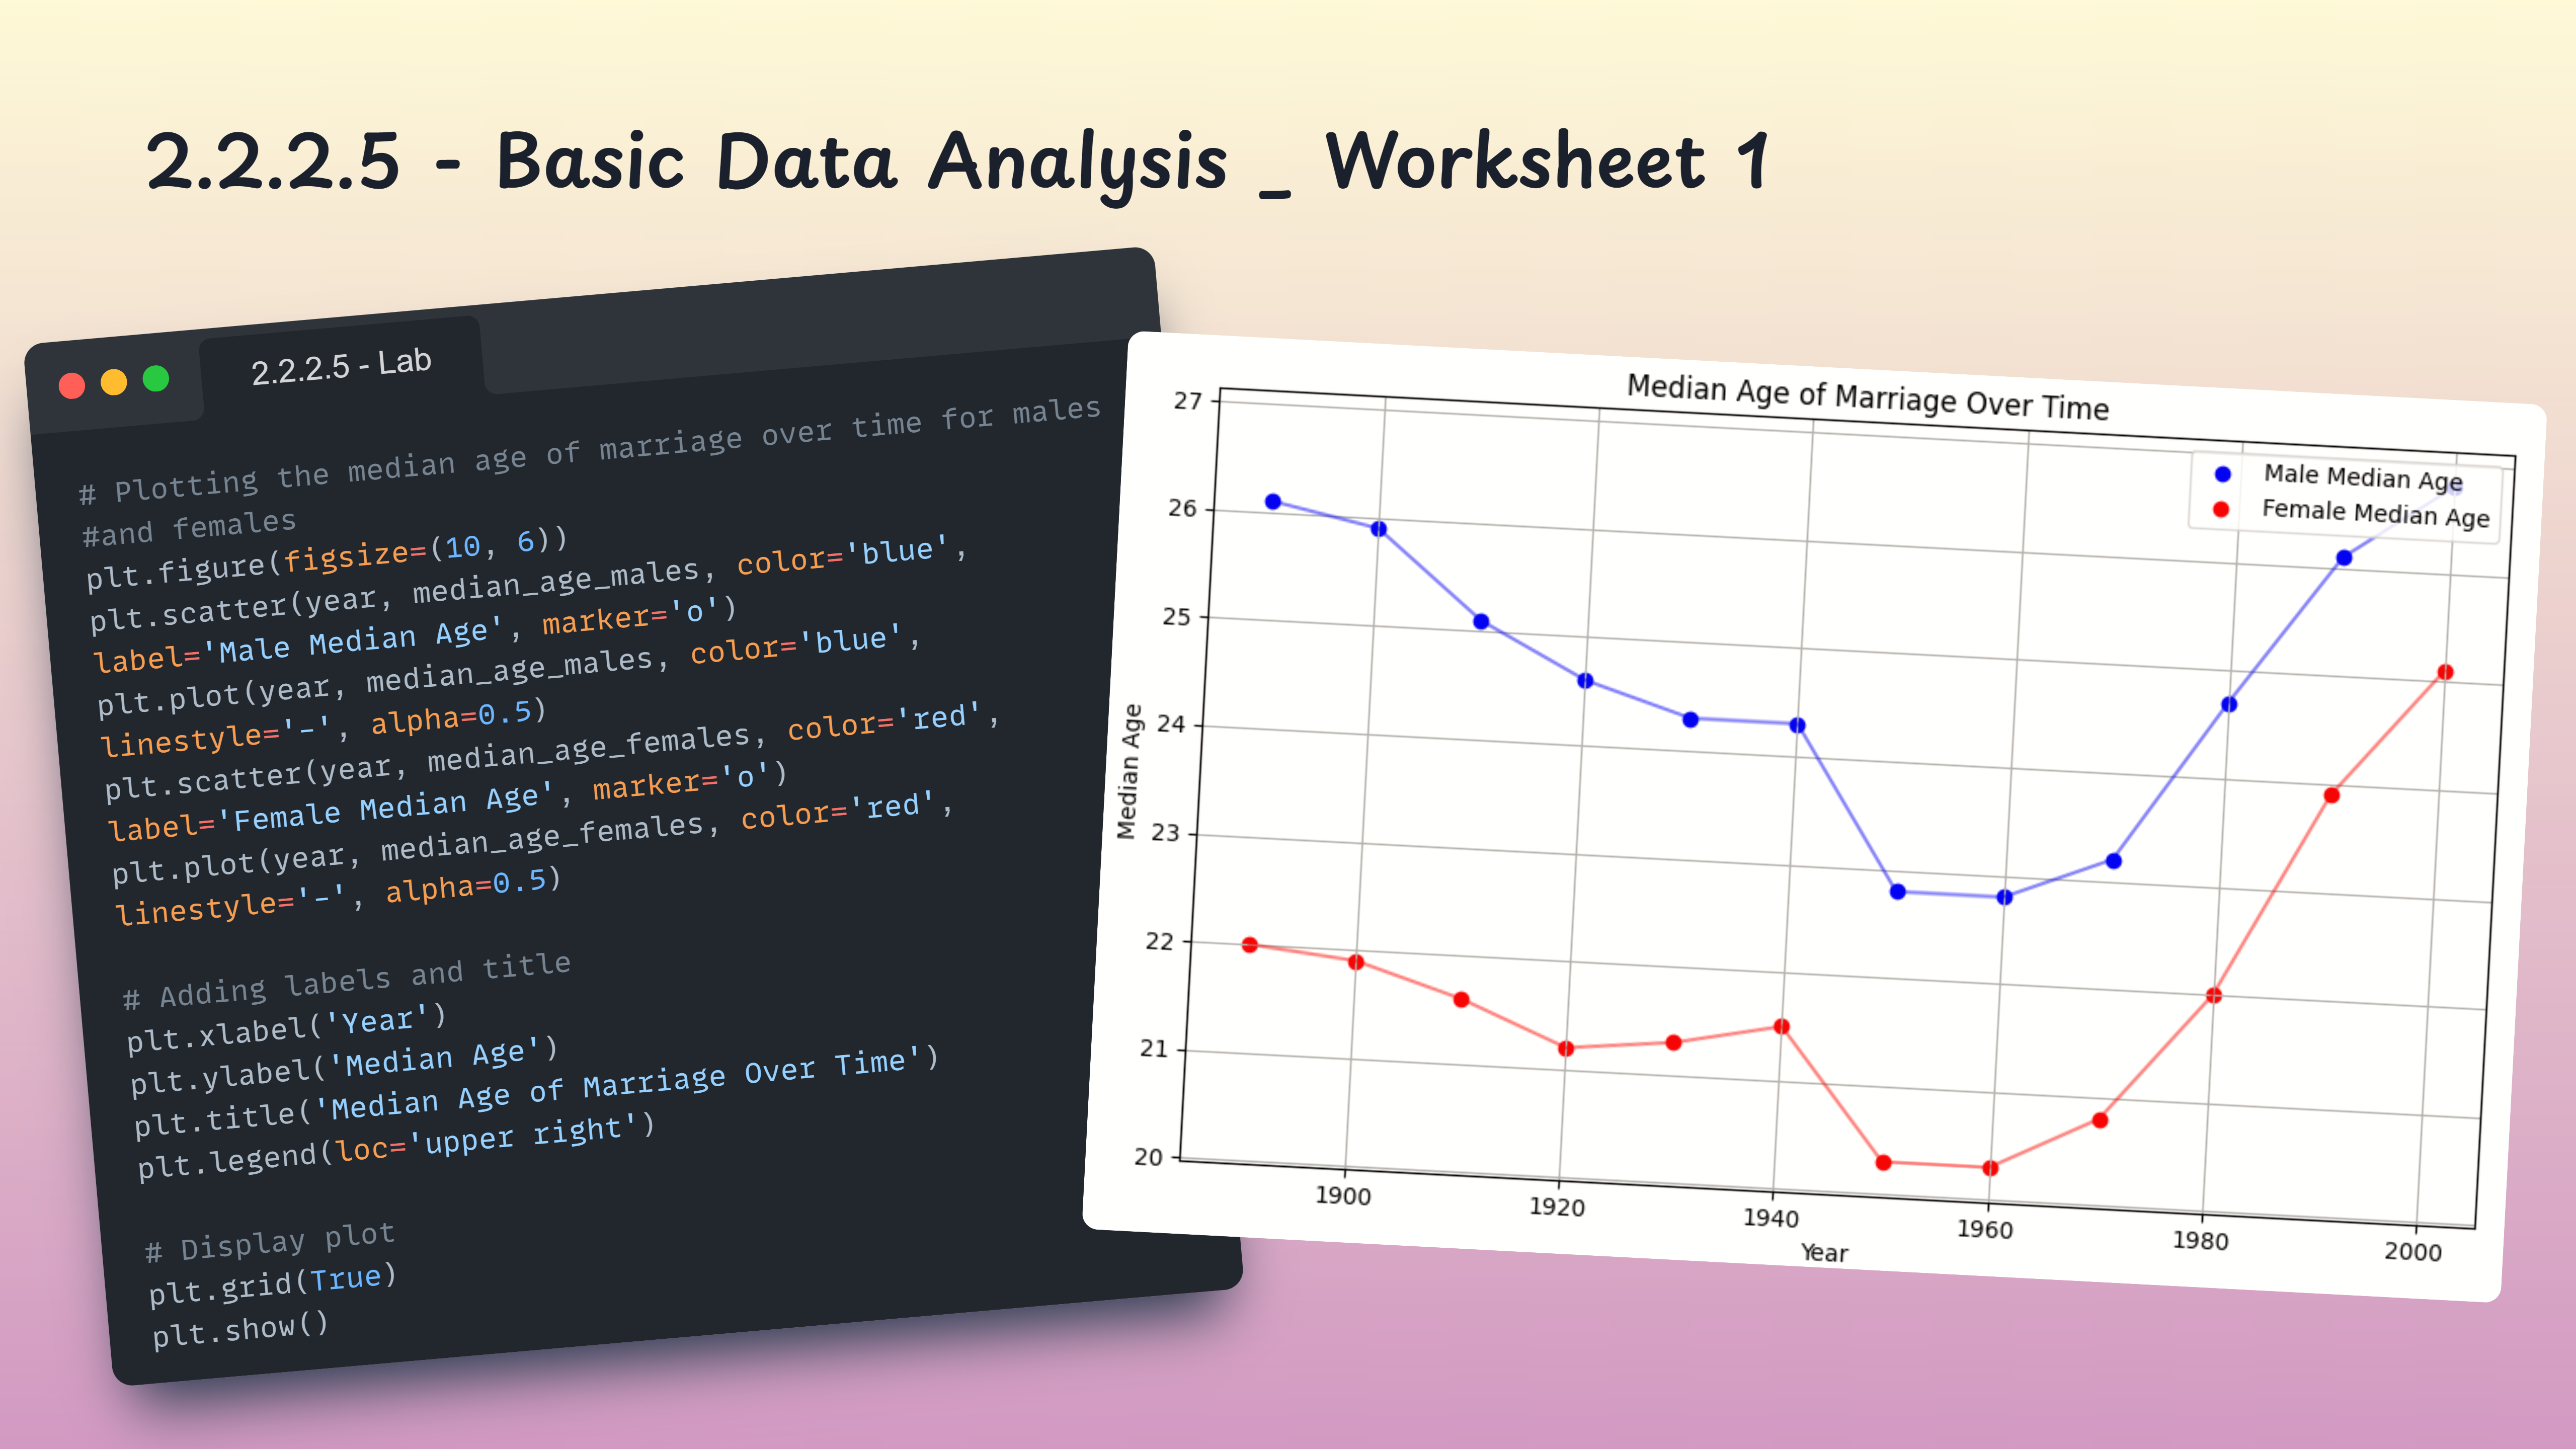 2.2.2.5 - Basic Data Analysis _ Worksheet 1
2.2.2.5 - Lab
# Plotting the median age of marriage over time for males
#and females
plt.figure(figsize=(10, 6))
plt.scatter(year, median_age_males, color='blue',
label='Male Median Age', marker='o')
plt.plot(year, median_age_males, color='blue',
linestyle='-', alpha=0.5)
plt.scatter(year, median_age_females, color='red',
label='Female Median Age', marker='o')
plt.plot(year, median_age_females, color='red',
linestyle='-', alpha=0.5)
# Adding labels and title
plt.xlabel('Year')
plt.ylabel('Median Age')
plt.title('Median Age of Marriage Over Time')
plt.legend(loc='upper right')
# Display plot
plt.grid(True)
plt.show()
Median Age of Marriage Over Time
Male Median Age
Female Median Age
Median Age
27
26
25
24
23
22
21
20
1900
1920
1940
1960
1980
2000
Year